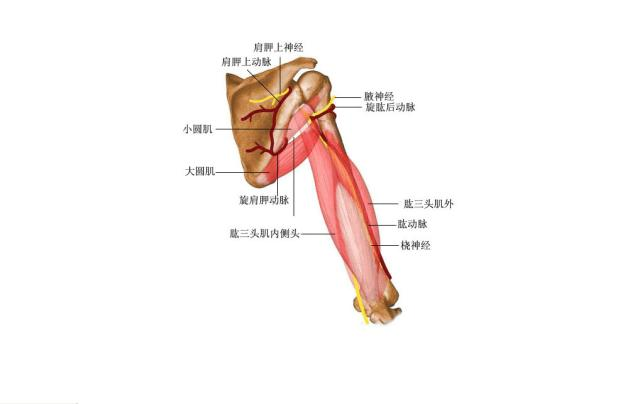 肩胛上神经
肩胛上动脉
腋神经
旋肱后动脉
小圆肌
大圆肌
旋肩胛动脉
肱三头肌外
肱动脉
肱三头肌内侧头
桡神经